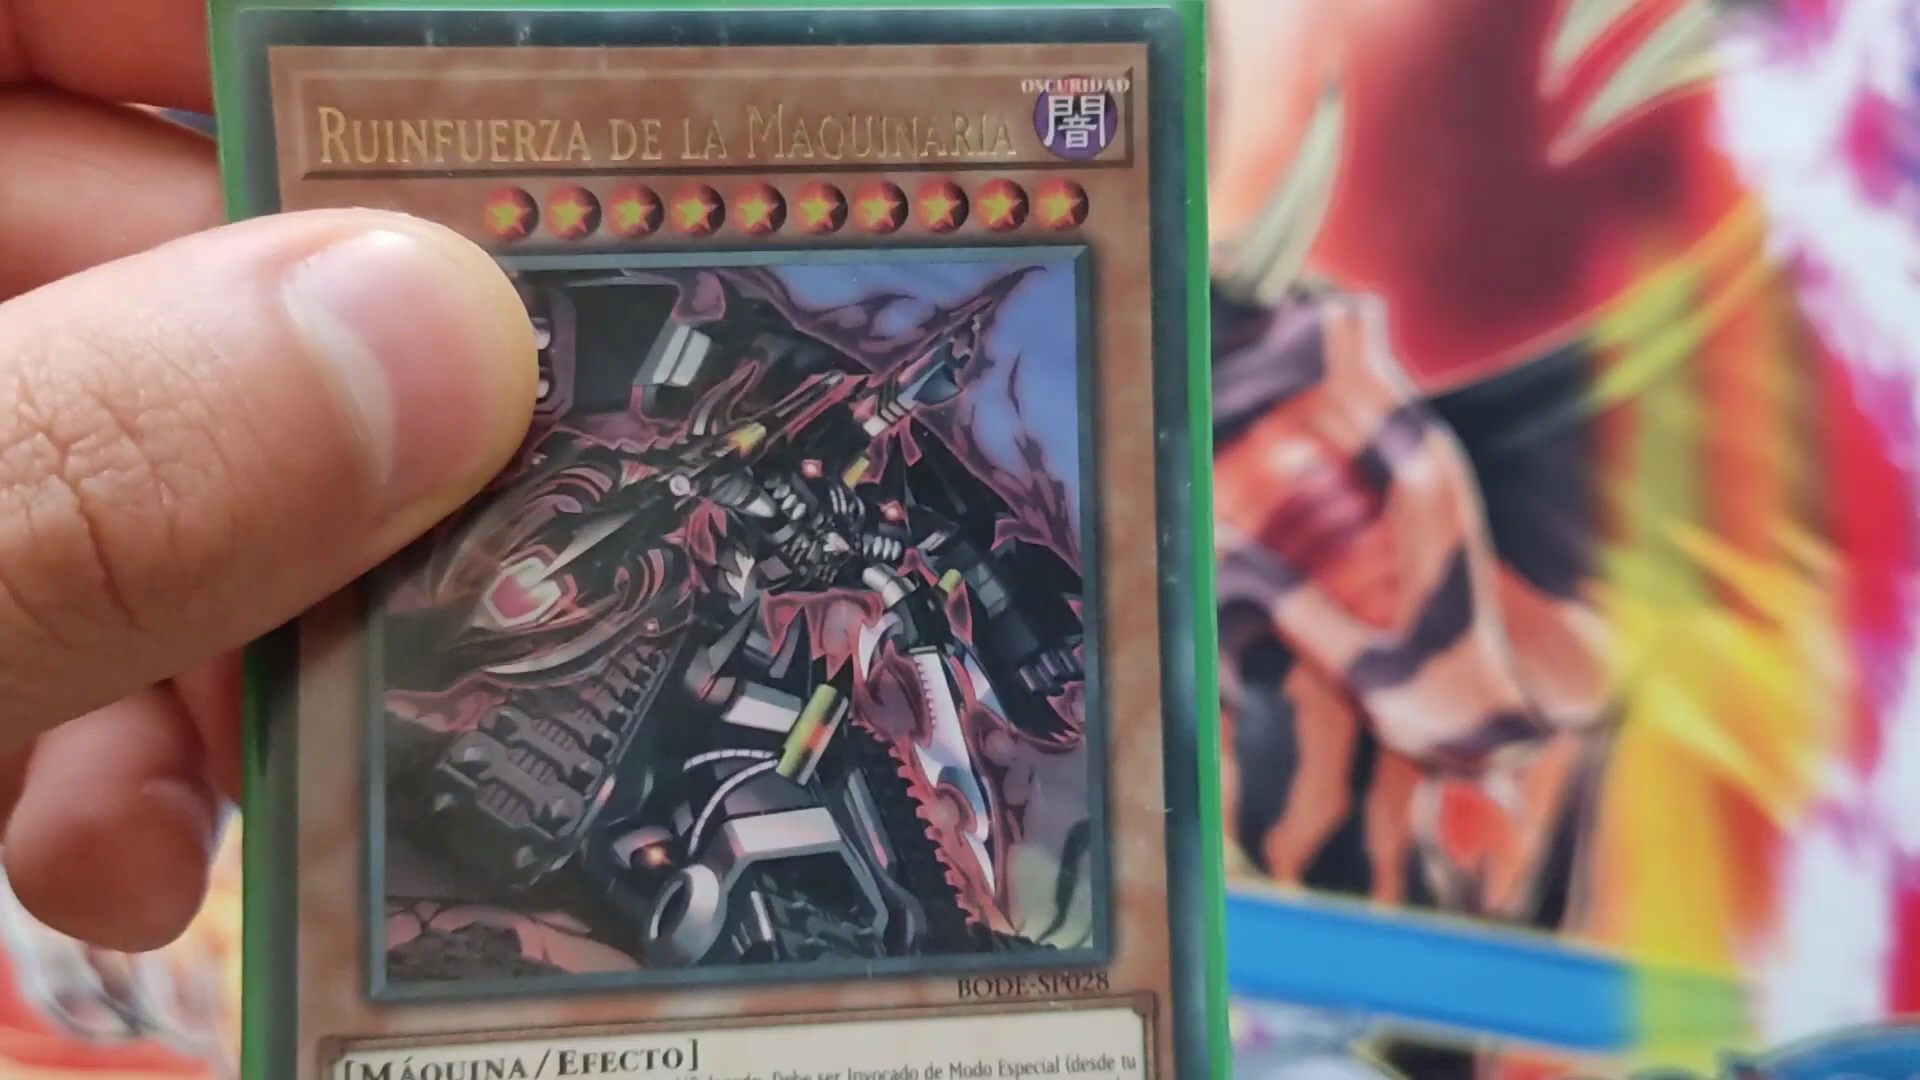 OSCURIDAD
RUINFUERZA DE LA MAQUINARIA 闇
BODE-SP028
[MÁQUINA/EFECTO]
Debe ser Invocado de Modo Especial (desde tu